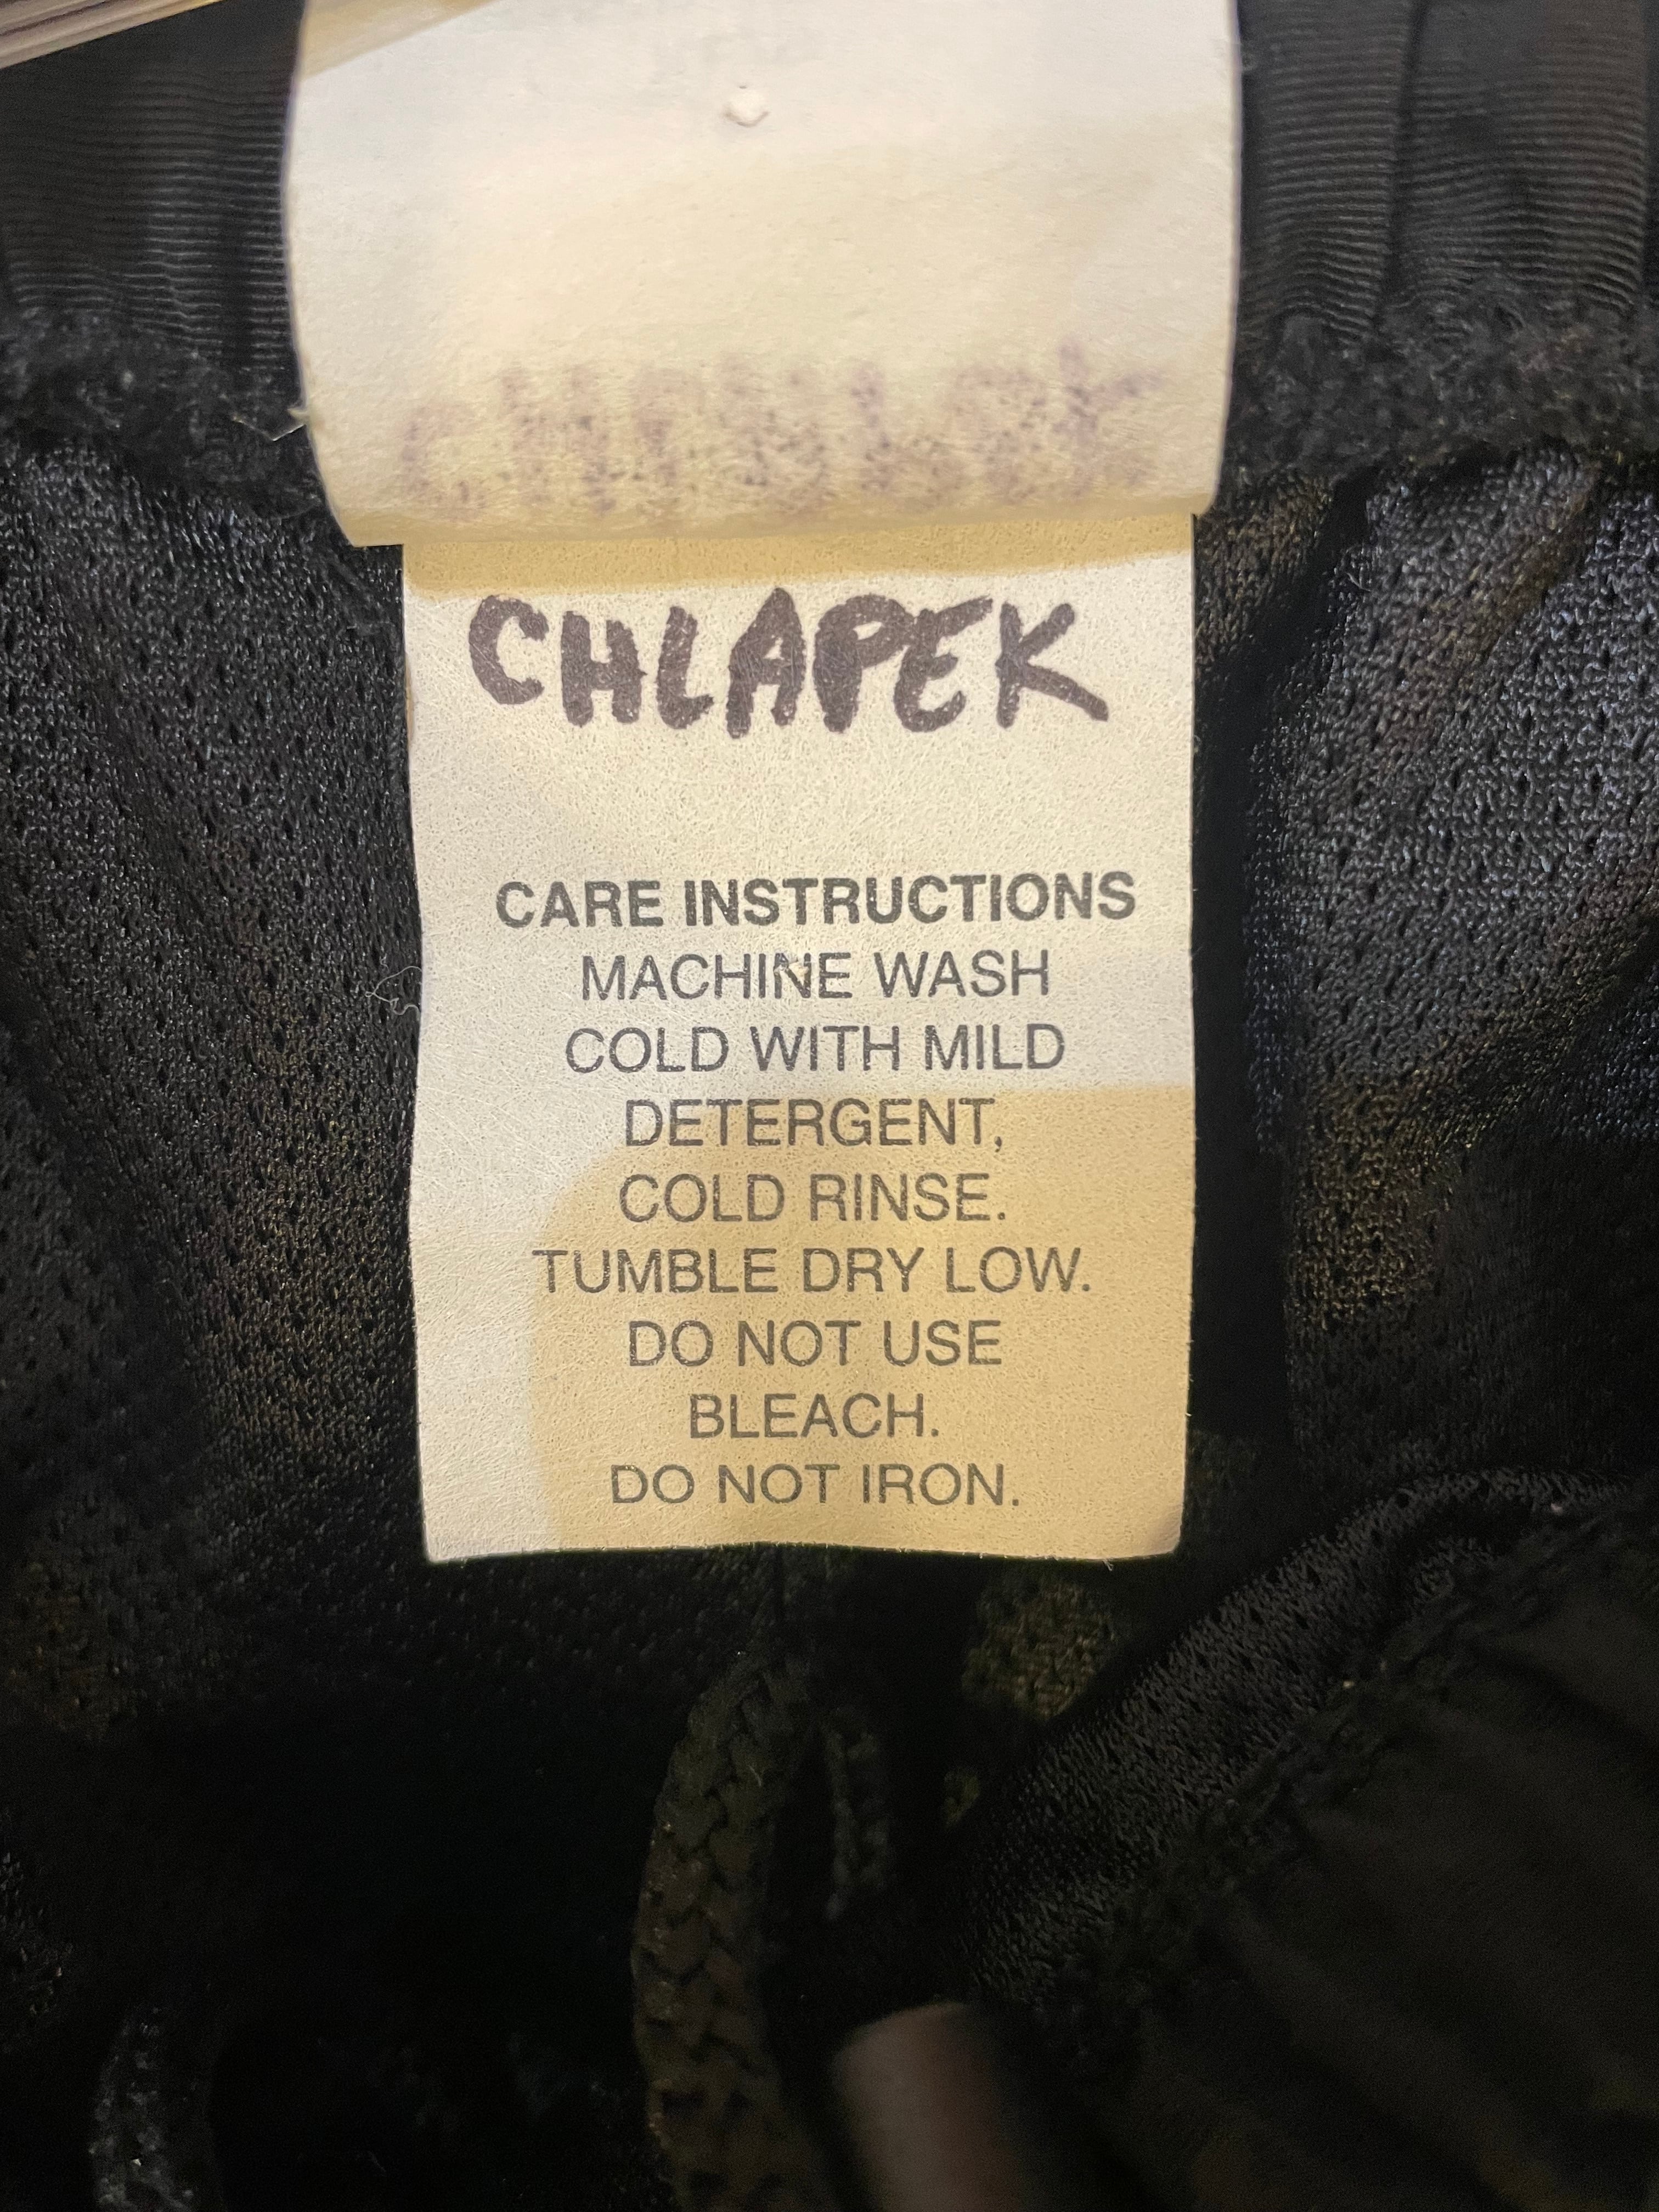 CHLAPEK
CARE INSTRUCTIONS
MACHINE WASH
COLD WITH MILD
DETERGENT,
COLD RINSE.
TUMBLE DRY LOW.
DO NOT USE
BLEACH.
DO NOT IRON.